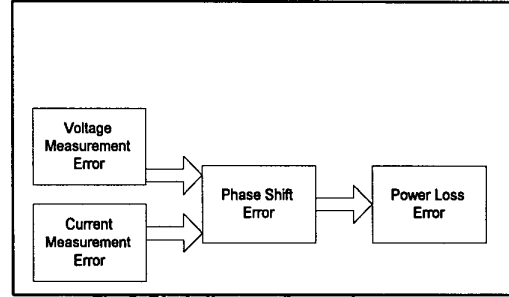 Voltage
Measurement
Error
Phase Shift
Error
Power Loss
Error
Current
Measurement
Error